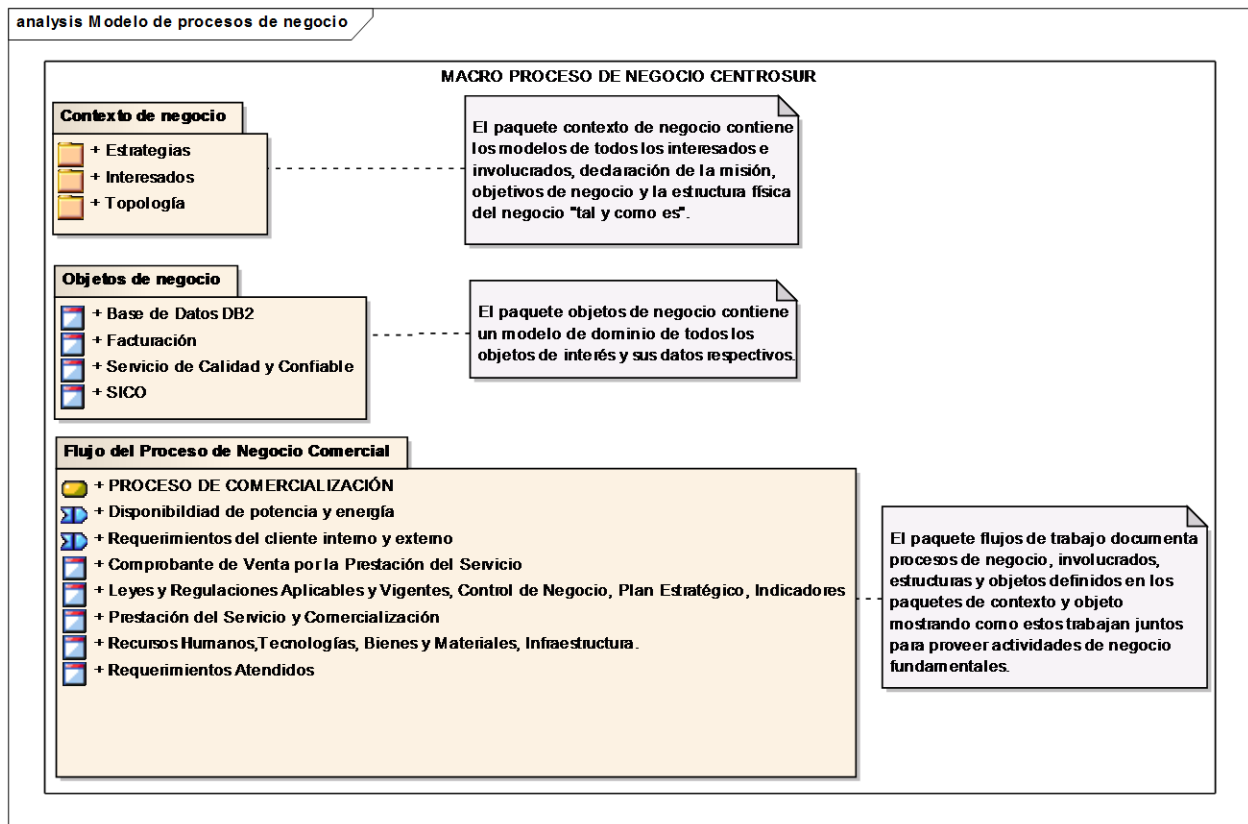 analysis Modelo de procesos de negocio
MACRO PROCESO DE NEGOCIO CENTROSUR
Contexto de negocio
+ Estrategias
+ Interesados
+ Topología
El paquete contexto de negocio contiene
los modelos de todos los interesados e
involucrados, declaración de la misión,
objetivos de negocio y la estructura física
del negocio "tal y como es".
Objetos de negocio
+ Base de Datos DB2
+ Facturación
+ Servicio de Calidad y Confiable
+ SICO
El paquete objetos de negocio contiene
un modelo de dominio de todos los
objetos de interés y sus datos respectivos.
Flujo del Proceso de Negocio Comercial
+ PROCESO DE COMERCIALIZACIÓN
+ Disponibildiad de potencia y energía
+ Requerimientos del cliente interno y externo
+ Comprobante de Venta por la Prestación del Servicio
+ Leyes y Regulaciones Aplicables y Vigentes, Control de Negocio, Plan Estratégico, Indicadores
+ Prestación del Servicio y Comercialización
+ Recursos Humanos,Tecnologías, Bienes y Materiales, Infraestructura.
+ Requerimientos Atendidos
El paquete flujos de trabajo documenta
procesos de negocio, involucrados,
estructuras y objetos definidos en los
paquetes de contexto y objeto
mostrando como estos trabajan juntos
para proveer actividades de negocio
fundamentales.